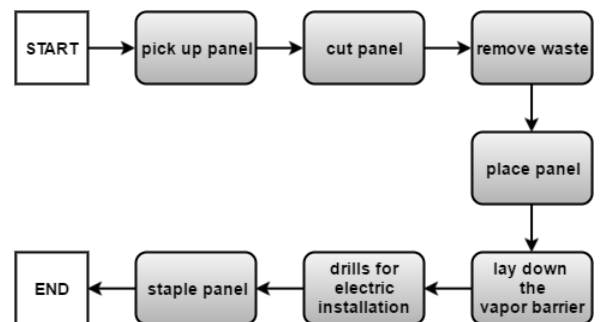 START
pick up panel
cut panel
remove waste
place panel
lay down
the
vapor barrier
drills for
electric
installation
staple panel
END